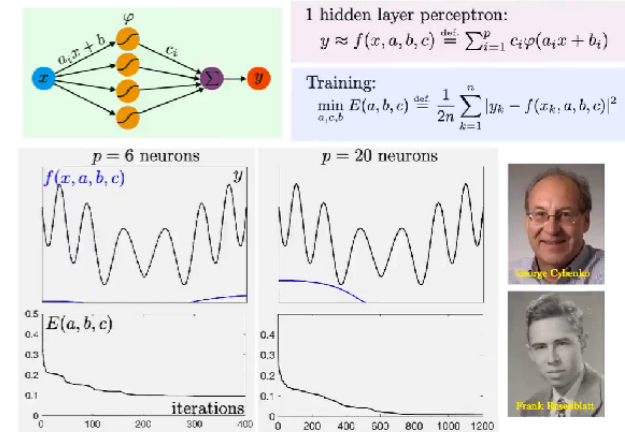 φ
a_i x + b
c_i
x
Σ
y
1 hidden layer perceptron:
y ≈ f(x, a, b, c) ≝ ∑_{i=1}^{p} c_i φ(a_i x + b_i)
Training:
min_{a,c,b} E(a, b, c) ≝ 1/2n ∑_{k=1}^{n} |y_k − f(x_k, a, b, c)|²
p = 6 neurons
p = 20 neurons
f(x, a, b, c)
y
George Cybenko
0.5
0.4
0.3
0.2
0.1
0
E(a, b, c)
iterations
0 100 200 300 400
0.4
0.3
0.2
0.1
0
0 200 400 600 800 1000 1200
Frank Rosenblatt